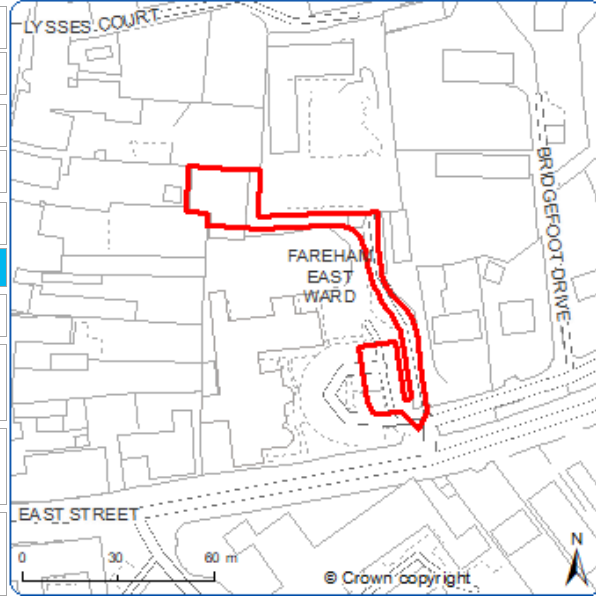 LYSSES COURT
BRIDGEFOOT DRIVE
FAREHAM
EAST
WARD
EAST STREET
0 30 60 m
© Crown copyright
N